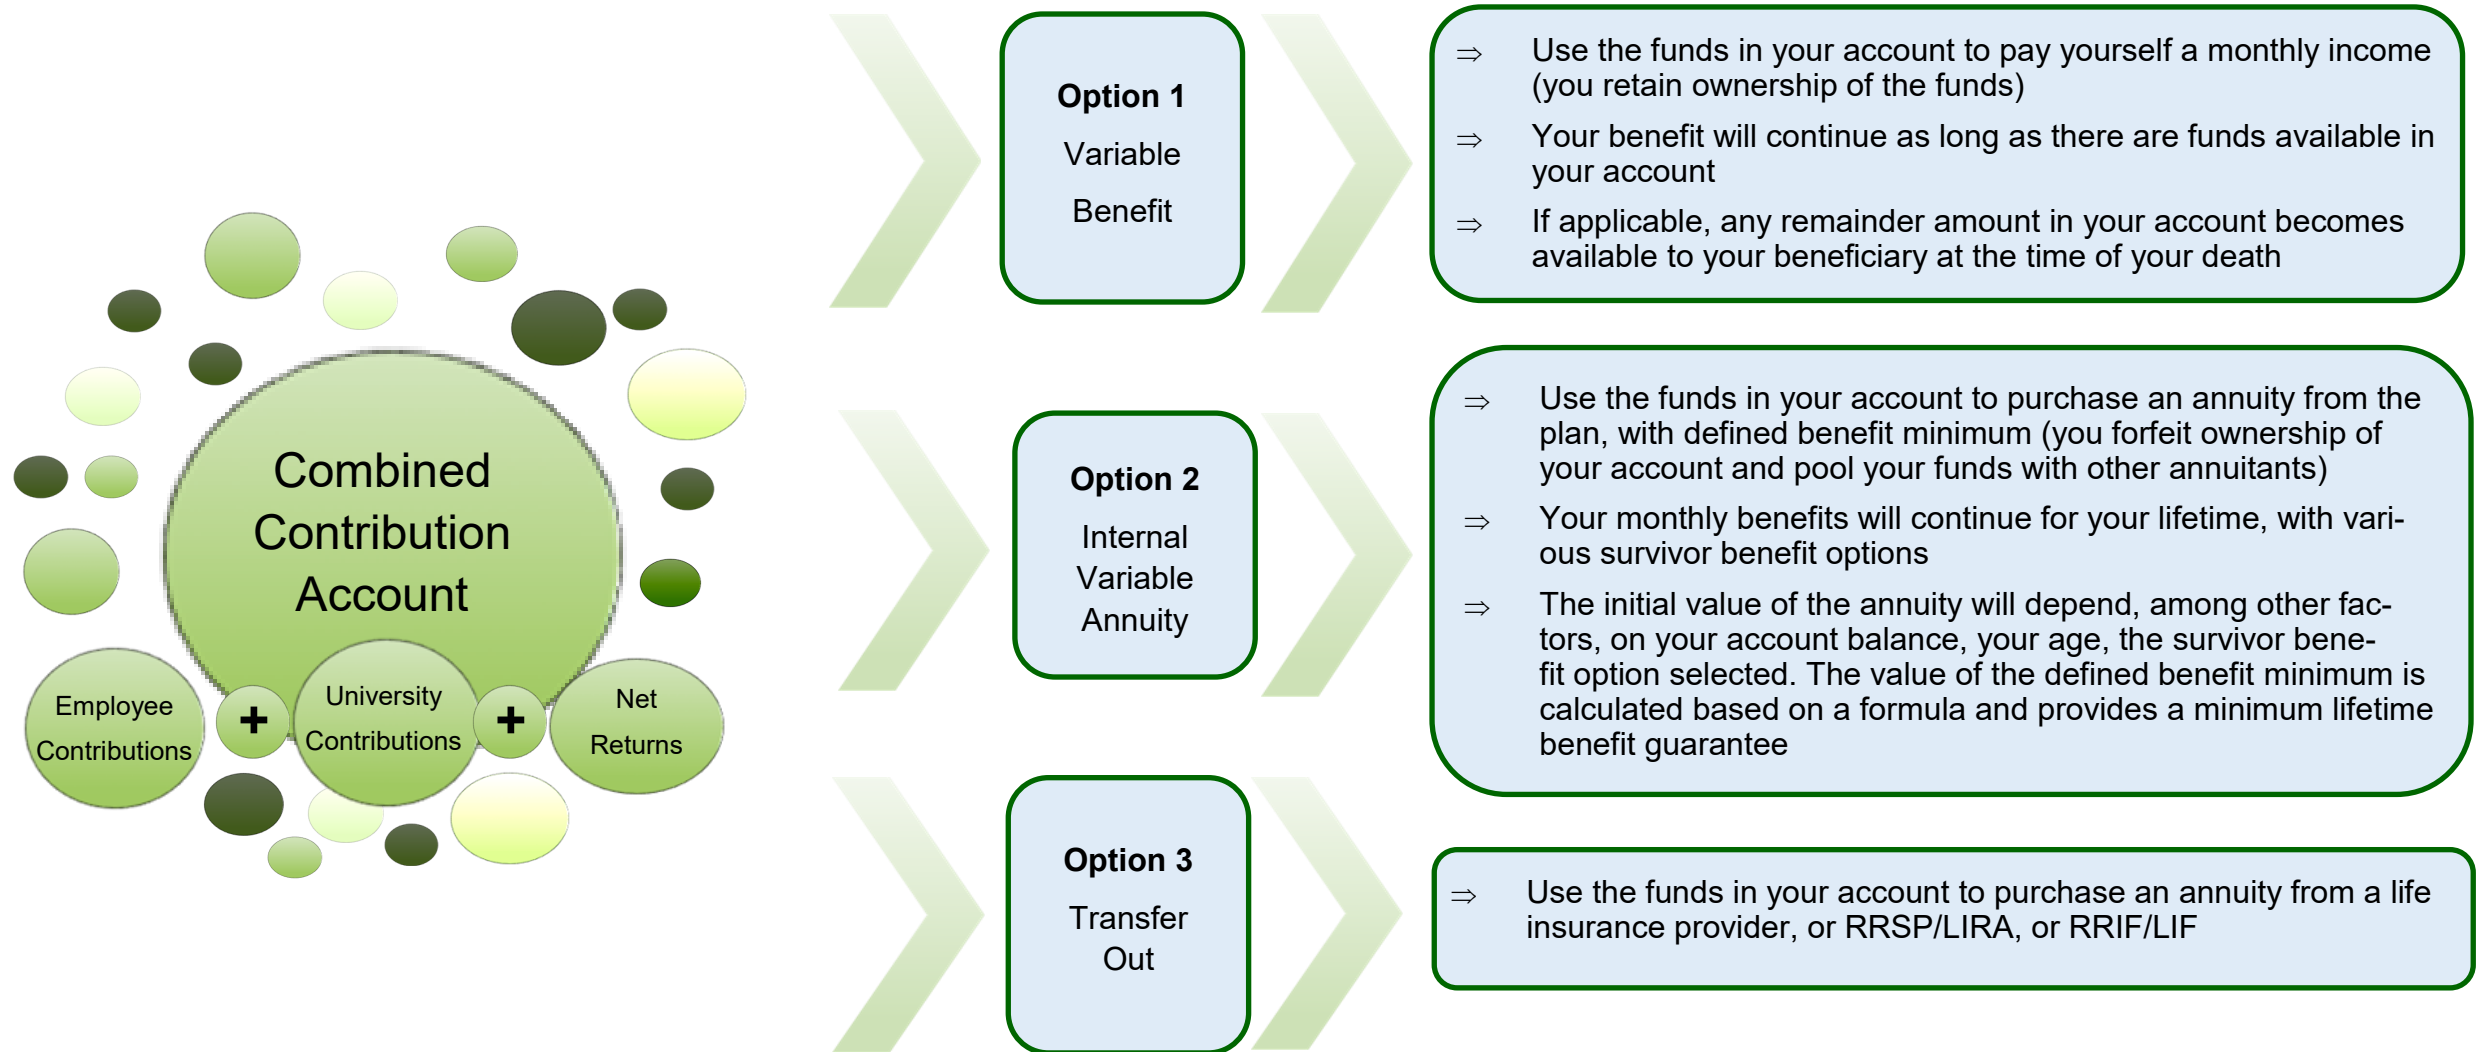 Combined
Contribution
Account
Employee
Contributions
+
University
Contributions
+
Net
Returns
Option 1
Variable
Benefit
⇒ Use the funds in your account to pay yourself a monthly income
(you retain ownership of the funds)
⇒ Your benefit will continue as long as there are funds available in
your account
⇒ If applicable, any remainder amount in your account becomes
available to your beneficiary at the time of your death
Option 2
Internal
Variable
Annuity
⇒ Use the funds in your account to purchase an annuity from the
plan, with defined benefit minimum (you forfeit ownership of
your account and pool your funds with other annuitants)
⇒ Your monthly benefits will continue for your lifetime, with vari-
ous survivor benefit options
⇒ The initial value of the annuity will depend, among other fac-
tors, on your account balance, your age, the survivor bene-
fit option selected. The value of the defined benefit minimum is
calculated based on a formula and provides a minimum lifetime
benefit guarantee
Option 3
Transfer
Out
⇒ Use the funds in your account to purchase an annuity from a life
insurance provider, or RRSP/LIRA, or RRIF/LIF